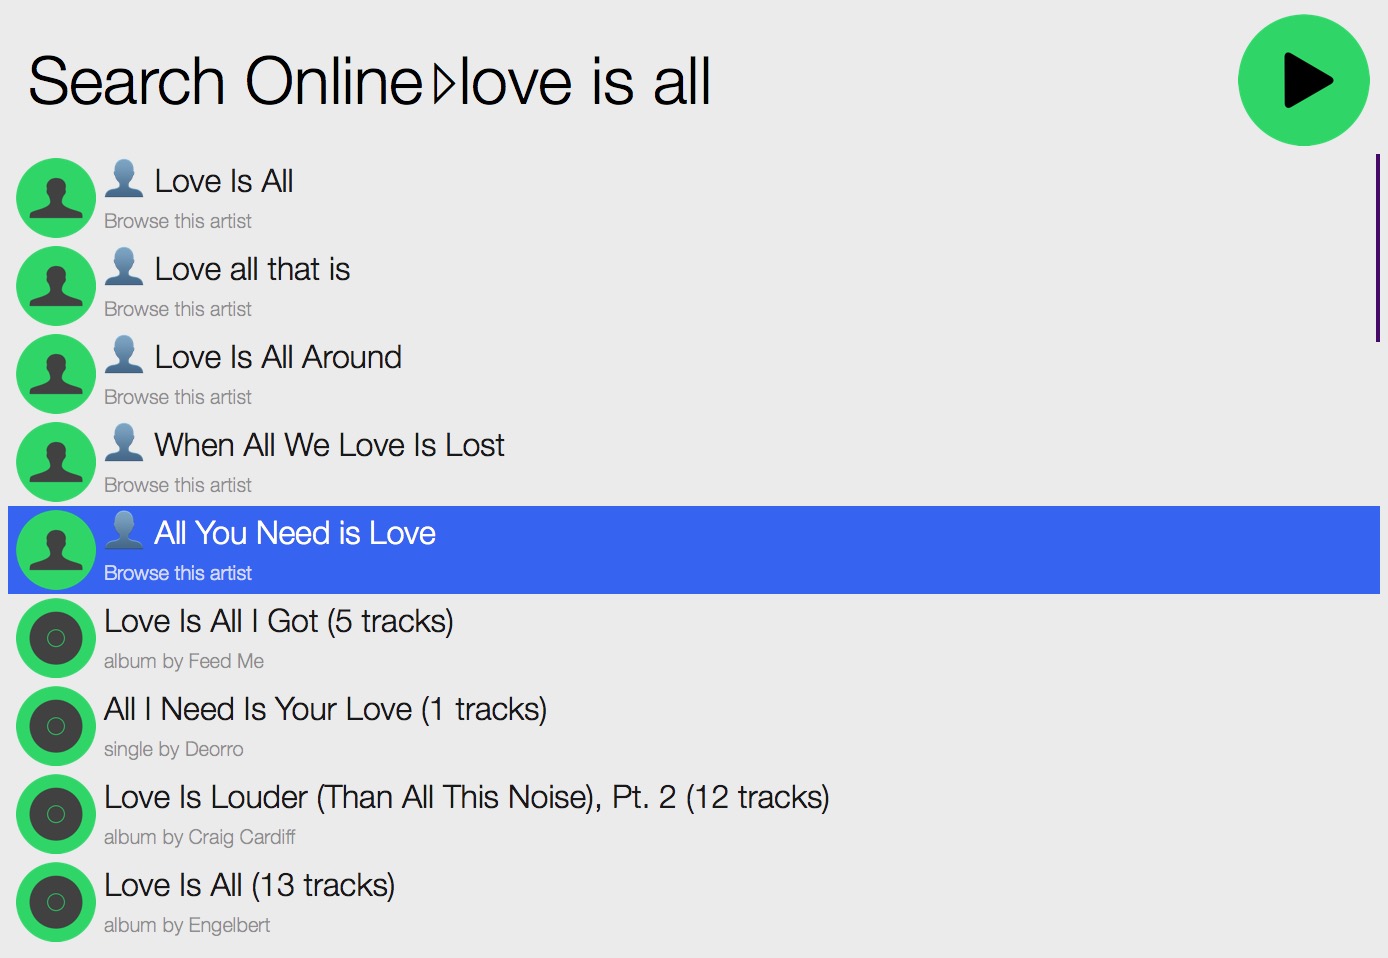 Search Online▹love is all
👤 Love Is All
Browse this artist
👤 Love all that is
Browse this artist
👤 Love Is All Around
Browse this artist
👤 When All We Love Is Lost
Browse this artist
👤 All You Need is Love
Browse this artist
Love Is All I Got (5 tracks)
album by Feed Me
All I Need Is Your Love (1 tracks)
single by Deorro
Love Is Louder (Than All This Noise), Pt. 2 (12 tracks)
album by Craig Cardiff
Love Is All (13 tracks)
album by Engelbert